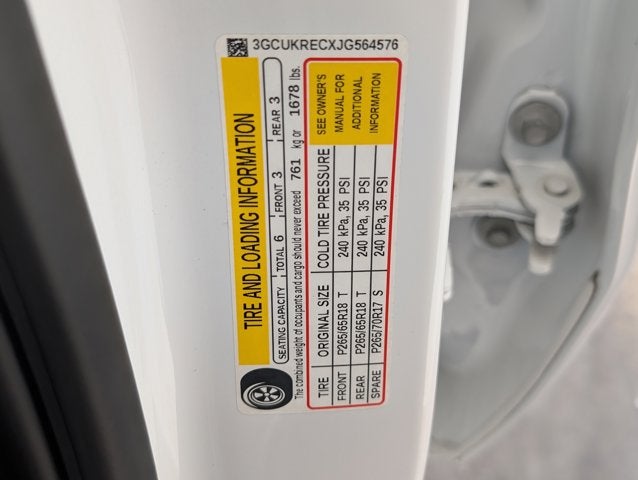 3GCUKRECXJG564576
TIRE AND LOADING INFORMATION
SEATING CAPACITY TOTAL 6 FRONT 3 REAR 3
The combined weight of occupants and cargo should never exceed 761 kg or 1678 lbs.
TIRE ORIGINAL SIZE COLD TIRE PRESSURE SEE OWNER'S
FRONT P265/65R18 T 240 kPa, 35 PSI MANUAL FOR
REAR P265/65R18 T 240 kPa, 35 PSI ADDITIONAL
SPARE P265/70R17 S 240 kPa, 35 PSI INFORMATION